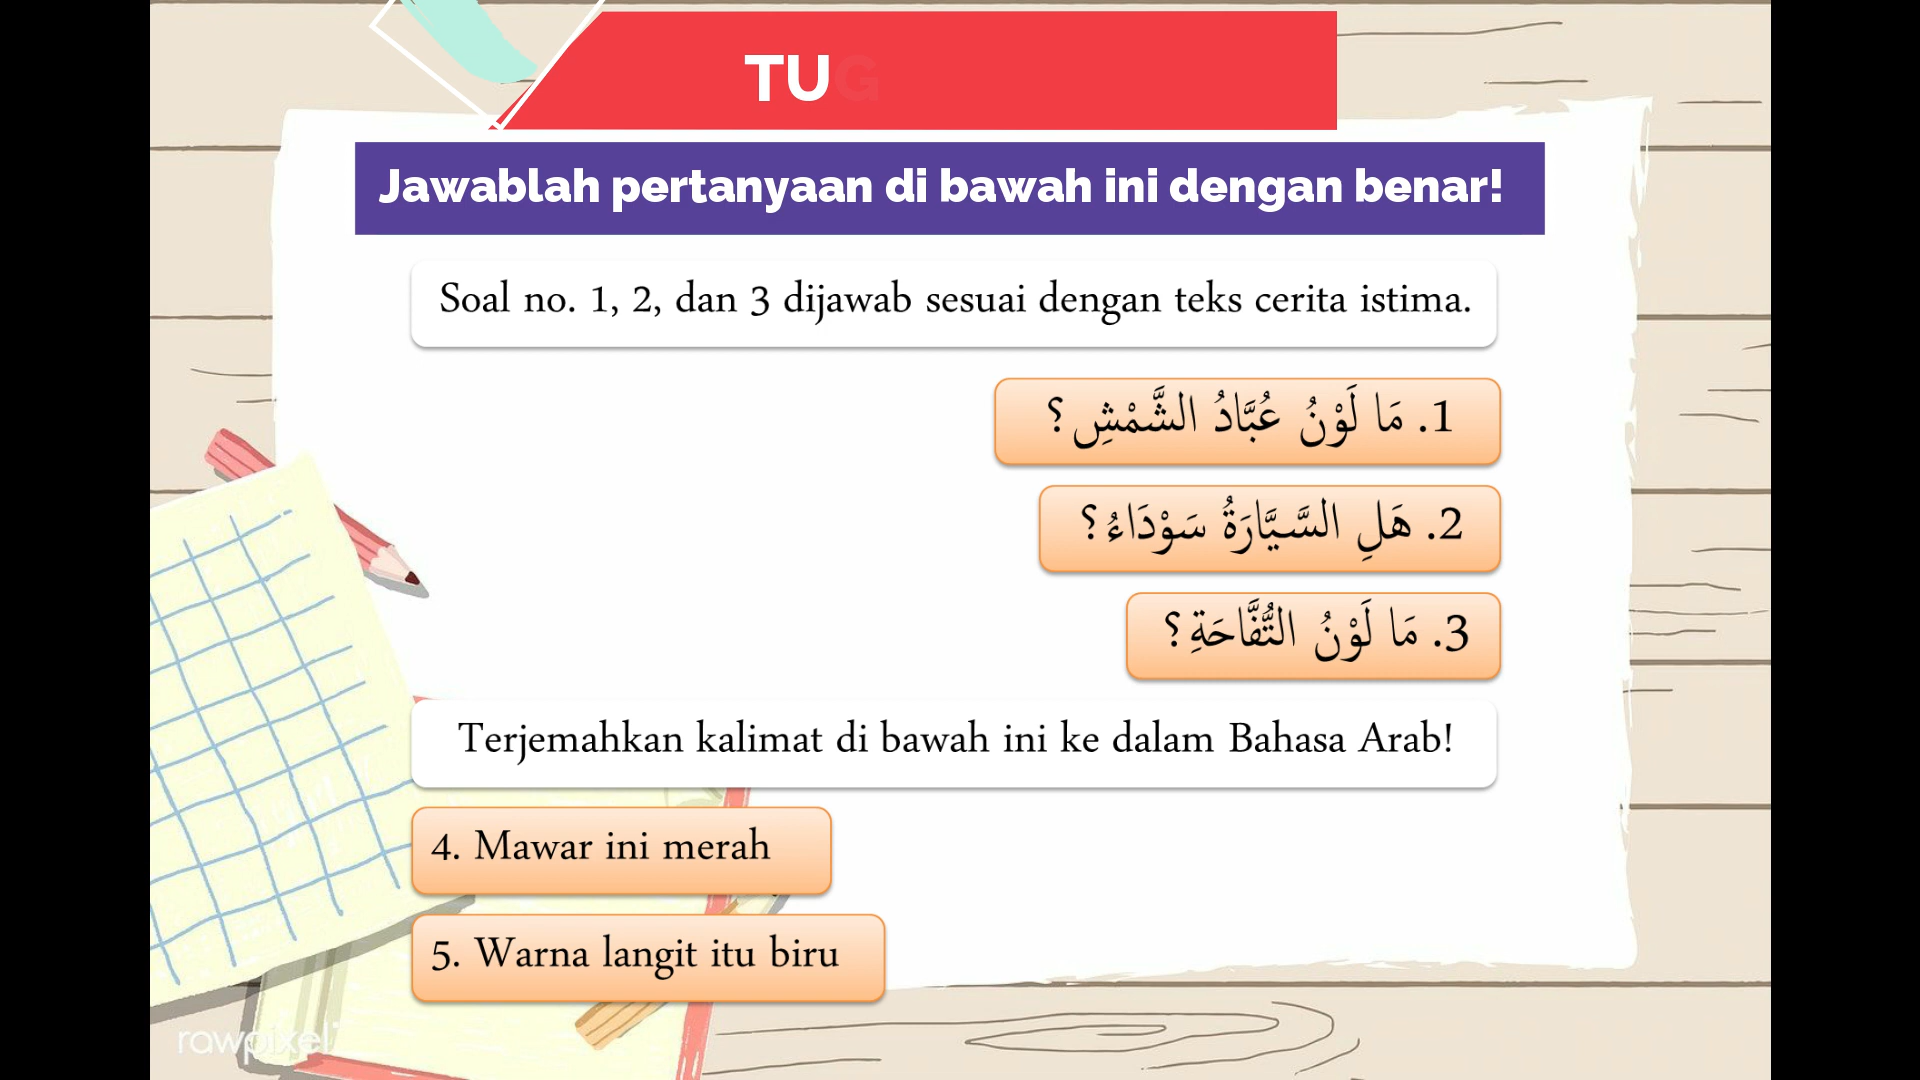 TUG
Jawablah pertanyaan di bawah ini dengan benar!
Soal no. 1, 2, dan 3 dijawab sesuai dengan teks cerita istima.
1. مَا لَوْنُ عُبَّادُ الشَّمْشِ؟
2. هَلِ السَّيَّارَةُ سَوْدَاءُ؟
3. مَا لَوْنُ التُّفَّاحَةِ؟
Terjemahkan kalimat di bawah ini ke dalam Bahasa Arab!
4. Mawar ini merah
5. Warna langit itu biru
rawpixel